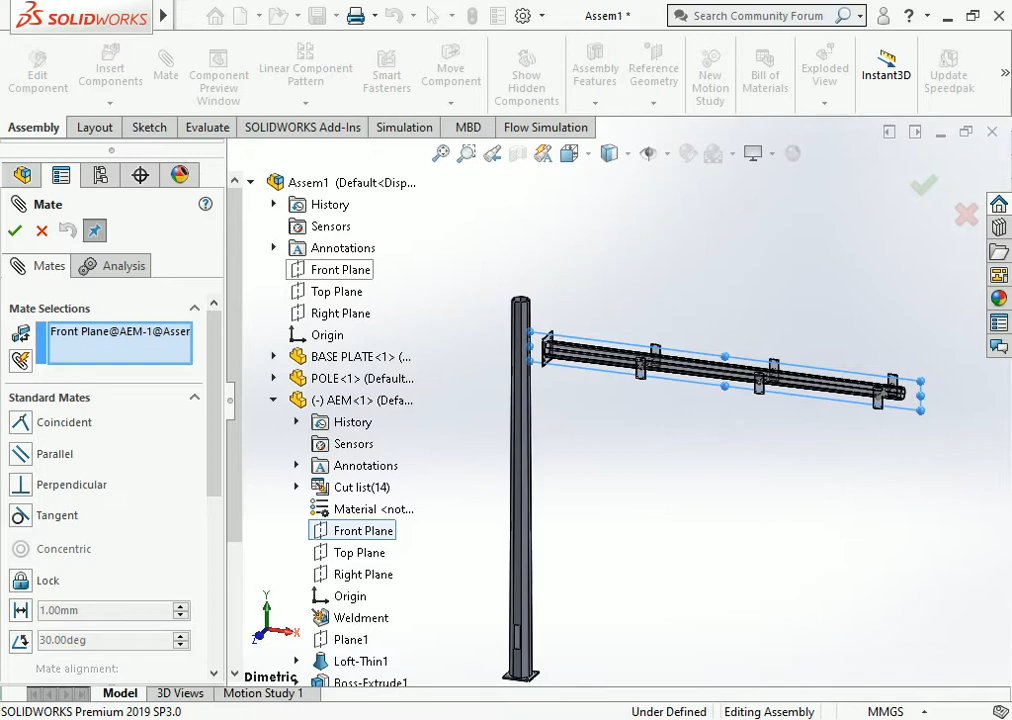 SOLIDWORKS
Assem1 *
Search Community Forum
?
Edit Component
Insert Components
Mate
Component Preview Window
Linear Component Pattern
Smart Fasteners
Move Component
Show Hidden Components
Assembly Features
Reference Geometry
New Motion Study
Bill of Materials
Exploded View
Instant3D
Update Speedpak
Assembly
Layout
Sketch
Evaluate
SOLIDWORKS Add-Ins
Simulation
MBD
Flow Simulation
Mate
Mates
Analysis
Mate Selections
Front Plane@AEM-1@Asser
Standard Mates
Coincident
Parallel
Perpendicular
Tangent
Concentric
Lock
1.00mm
30.00deg
Mate alignment:
Assem1 (Default<Disp...
History
Sensors
Annotations
Front Plane
Top Plane
Right Plane
Origin
BASE PLATE<1> (...
POLE<1> (Default...
(-) AEM<1> (Defa...
History
Sensors
Annotations
Cut list(14)
Material <not...
Front Plane
Top Plane
Right Plane
Origin
Weldment
Plane1
Loft-Thin1
Boss-Extrude1
Y
X
Z
*Dimetric
Model
3D Views
Motion Study 1
SOLIDWORKS Premium 2019 SP3.0
Under Defined
Editing Assembly
MMGS